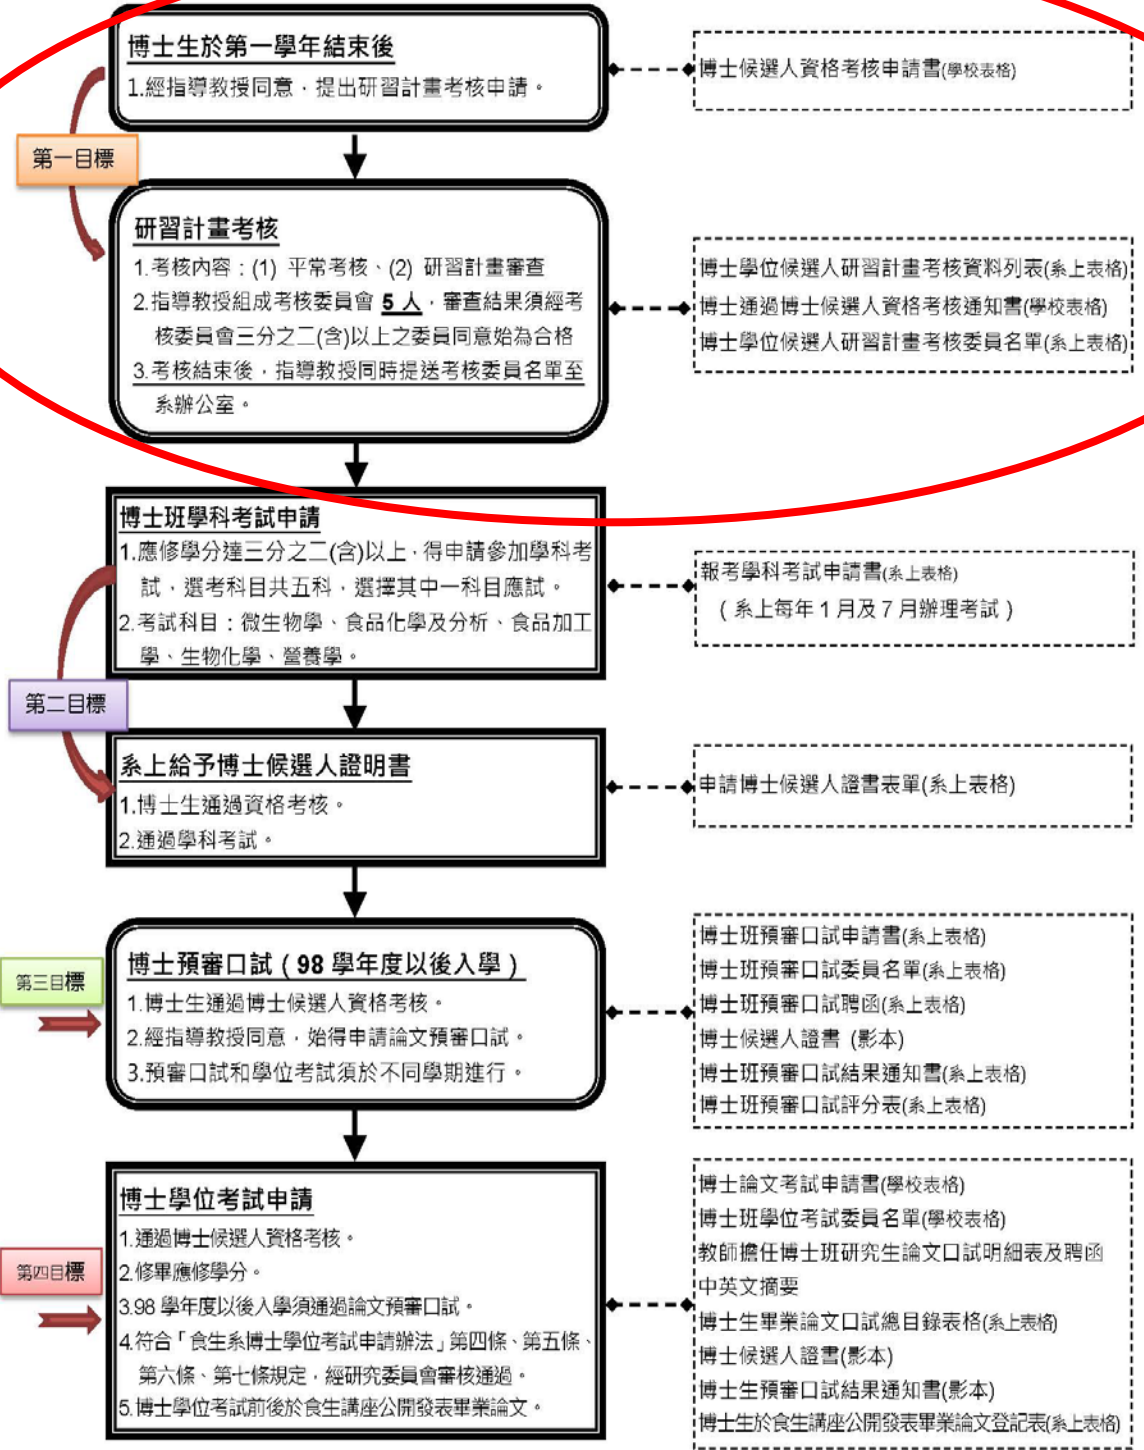 博士生於第一學年結束後
1.經指導教授同意，提出研習計畫考核申請。
博士候選人資格考核申請書(學校表格)
第一目標
研習計畫考核
1.考核內容：(1) 平常考核、(2) 研習計畫審查
2.指導教授組成考核委員會 5 人，審查結果須經考
核委員會三分之二(含)以上之委員同意始為合格
3.考核結束後，指導教授同時提送考核委員名單至
系辦公室。
博士學位候選人研習計畫考核資料列表(系上表格)
博士通過博士候選人資格考核通知書(學校表格)
博士學位候選人研習計畫考核委員名單(系上表格)
博士班學科考試申請
1.應修學分達三分之二(含)以上，得申請參加學科考
試，選考科目共五科，選擇其中一科目應試。
2.考試科目：微生物學、食品化學及分析、食品加工
學、生物化學、營養學。
報考學科考試申請書(系上表格)
（系上每年 1 月及 7 月辦理考試）
第二目標
系上給予博士候選人證明書
1.博士生通過資格考核。
2.通過學科考試。
申請博士候選人證書表單(系上表格)
第三目標
博士預審口試（98 學年度以後入學）
1.博士生通過博士候選人資格考核。
2.經指導教授同意，始得申請論文預審口試。
3.預審口試和學位考試須於不同學期進行。
博士班預審口試申請書(系上表格)
博士班預審口試委員名單(系上表格)
博士班預審口試聘函(系上表格)
博士候選人證書 (影本)
博士班預審口試結果通知書(系上表格)
博士班預審口試評分表(系上表格)
第四目標
博士學位考試申請
1.通過博士候選人資格考核。
2.修畢應修學分。
3.98 學年度以後入學須通過論文預審口試。
4.符合「食生系博士學位考試申請辦法」第四條、第五條、
第六條、第七條規定，經研究委員會審核通過。
5.博士學位考試前後於食生講座公開發表畢業論文。
博士論文考試申請書(學校表格)
博士班學位考試委員名單(學校表格)
教師擔任博士班研究生論文口試明細表及聘函
中英文摘要
博士生畢業論文口試總目錄表格(系上表格)
博士候選人證書(影本)
博士生預審口試結果通知書(影本)
博士生於食生講座公開發表畢業論文登記表(系上表格)